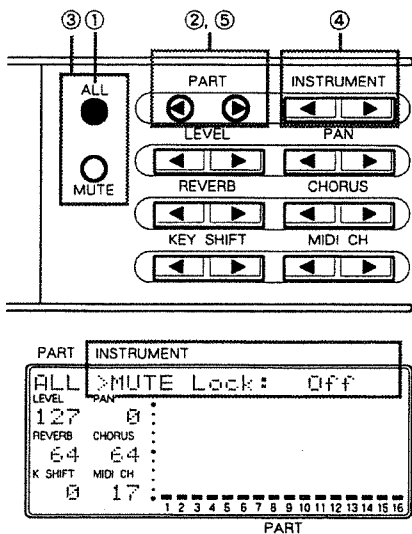 ③ ① ②, ⑤ ④
ALL PART INSTRUMENT
LEVEL PAN
MUTE REVERB CHORUS
KEY SHIFT MIDI CH
PART INSTRUMENT
ALL >MUTE Lock: Off
LEVEL PAN
127 0
REVERB CHORUS
64 64
K SHIFT MIDI CH
0 17 1 2 3 4 5 6 7 8 9 10 11 12 13 14 15 16
PART